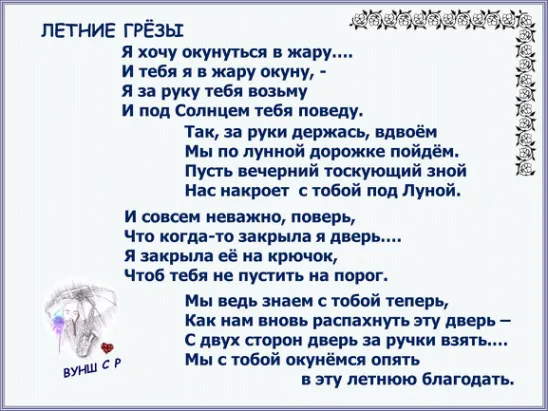 ЛЕТНИЕ ГРЁЗЫ
Я хочу окунуться в жару....
И тебя я в жару окуну, -
Я за руку тебя возьму
И под Солнцем тебя поведу.
Так, за руки держась, вдвоём
Мы по лунной дорожке пойдём.
Пусть вечерний тоскующий зной
Нас накроет с тобой под Луной.
И совсем неважно, поверь,
Что когда-то закрыла я дверь....
Я закрыла её на крючок,
Чтоб тебя не пустить на порог.
Мы ведь знаем с тобой теперь,
Как нам вновь распахнуть эту дверь –
С двух сторон дверь за ручки взять....
Мы с тобой окунёмся опять
в эту летнюю благодать.
ВУНШ С Р